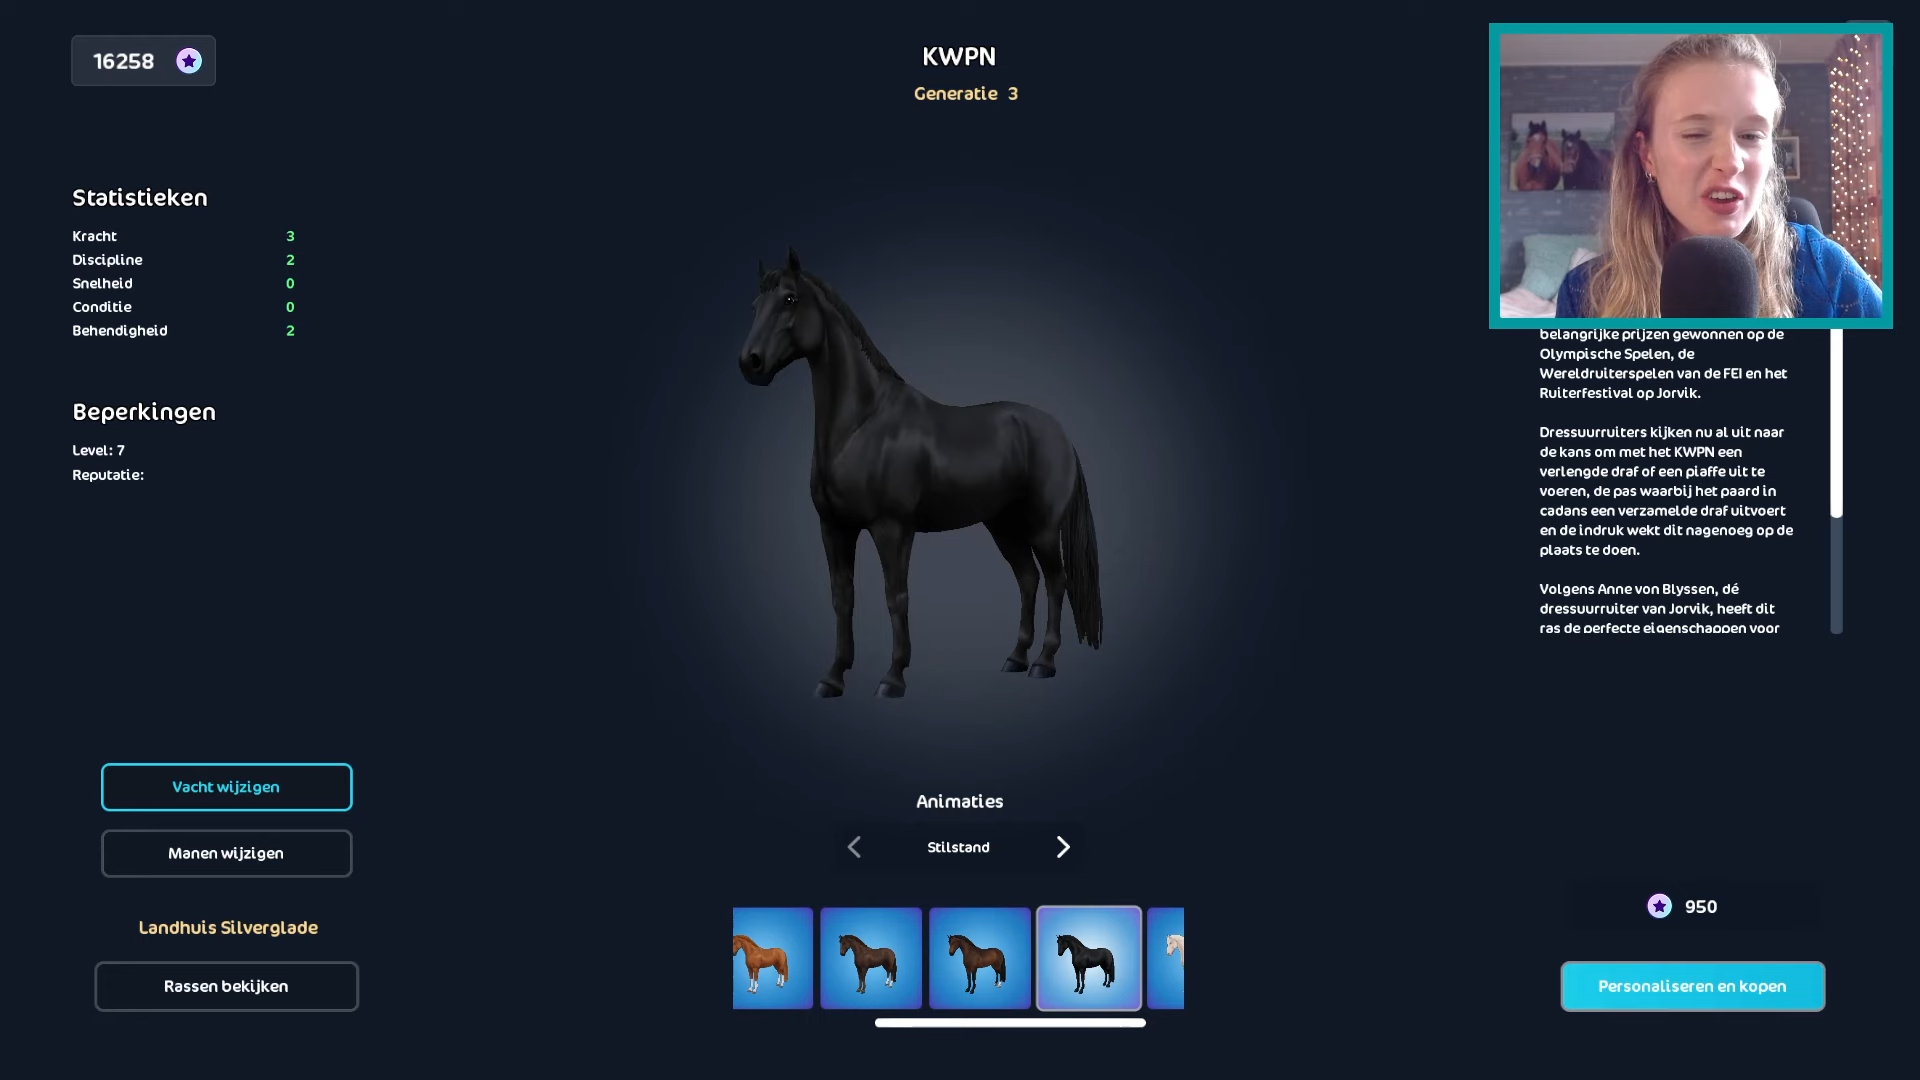 16258
KWPN
Generatie 3
Statistieken
Kracht 3
Discipline 2
Snelheid 0
Conditie 0
Behendigheid 2
Beperkingen
Level: 7
Reputatie:
belangrijke prijzen gewonnen op de
Olympische Spelen, de
Wereldruiterspelen van de FEI en het
Ruiterfestival op Jorvik.
Dressuurruiters kijken nu al uit naar
de kans om met het KWPN een
verlengde draf of een piaffe uit te
voeren, de pas waarbij het paard in
cadans een verzamelde draf uitvoert
en de indruk wekt dit nagenoeg op de
plaats te doen.
Volgens Anne von Blyssen, dé
dressuurruiter van Jorvik, heeft dit
ras de perfecte eigenschappen voor
Vacht wijzigen
Manen wijzigen
Landhuis Silverglade
Rassen bekijken
Animaties
Stilstand
950
Personaliseren en kopen